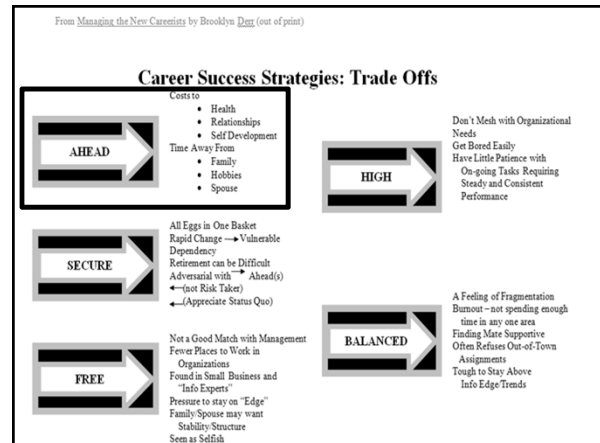 From Managing the New Careerists by Brooklyn Derr (out of print)
Career Success Strategies: Trade Offs
AHEAD
Costs to
• Health
• Relationships
• Self Development
Time Away From
• Family
• Hobbies
• Spouse
HIGH
Don't Mesh with Organizational
Needs
Get Bored Easily
Have Little Patience with
On-going Tasks Requiring
Steady and Consistent
Performance
SECURE
All Eggs in One Basket
Rapid Change → Vulnerable
Dependency
Retirement can be Difficult
Adversarial with → Ahead(s)
← (not Risk Taker)
← (Appreciate Status Quo)
BALANCED
A Feeling of Fragmentation
Burnout – not spending enough
time in any one area
Finding Mate Supportive
Often Refuses Out-of-Town
Assignments
Tough to Stay Above
Info Edge/Trends
FREE
Not a Good Match with Management
Fewer Places to Work in
Organizations
Found in Small Business and
"Info Experts"
Pressure to stay on "Edge"
Family/Spouse may want
Stability/Structure
Seen as Selfish